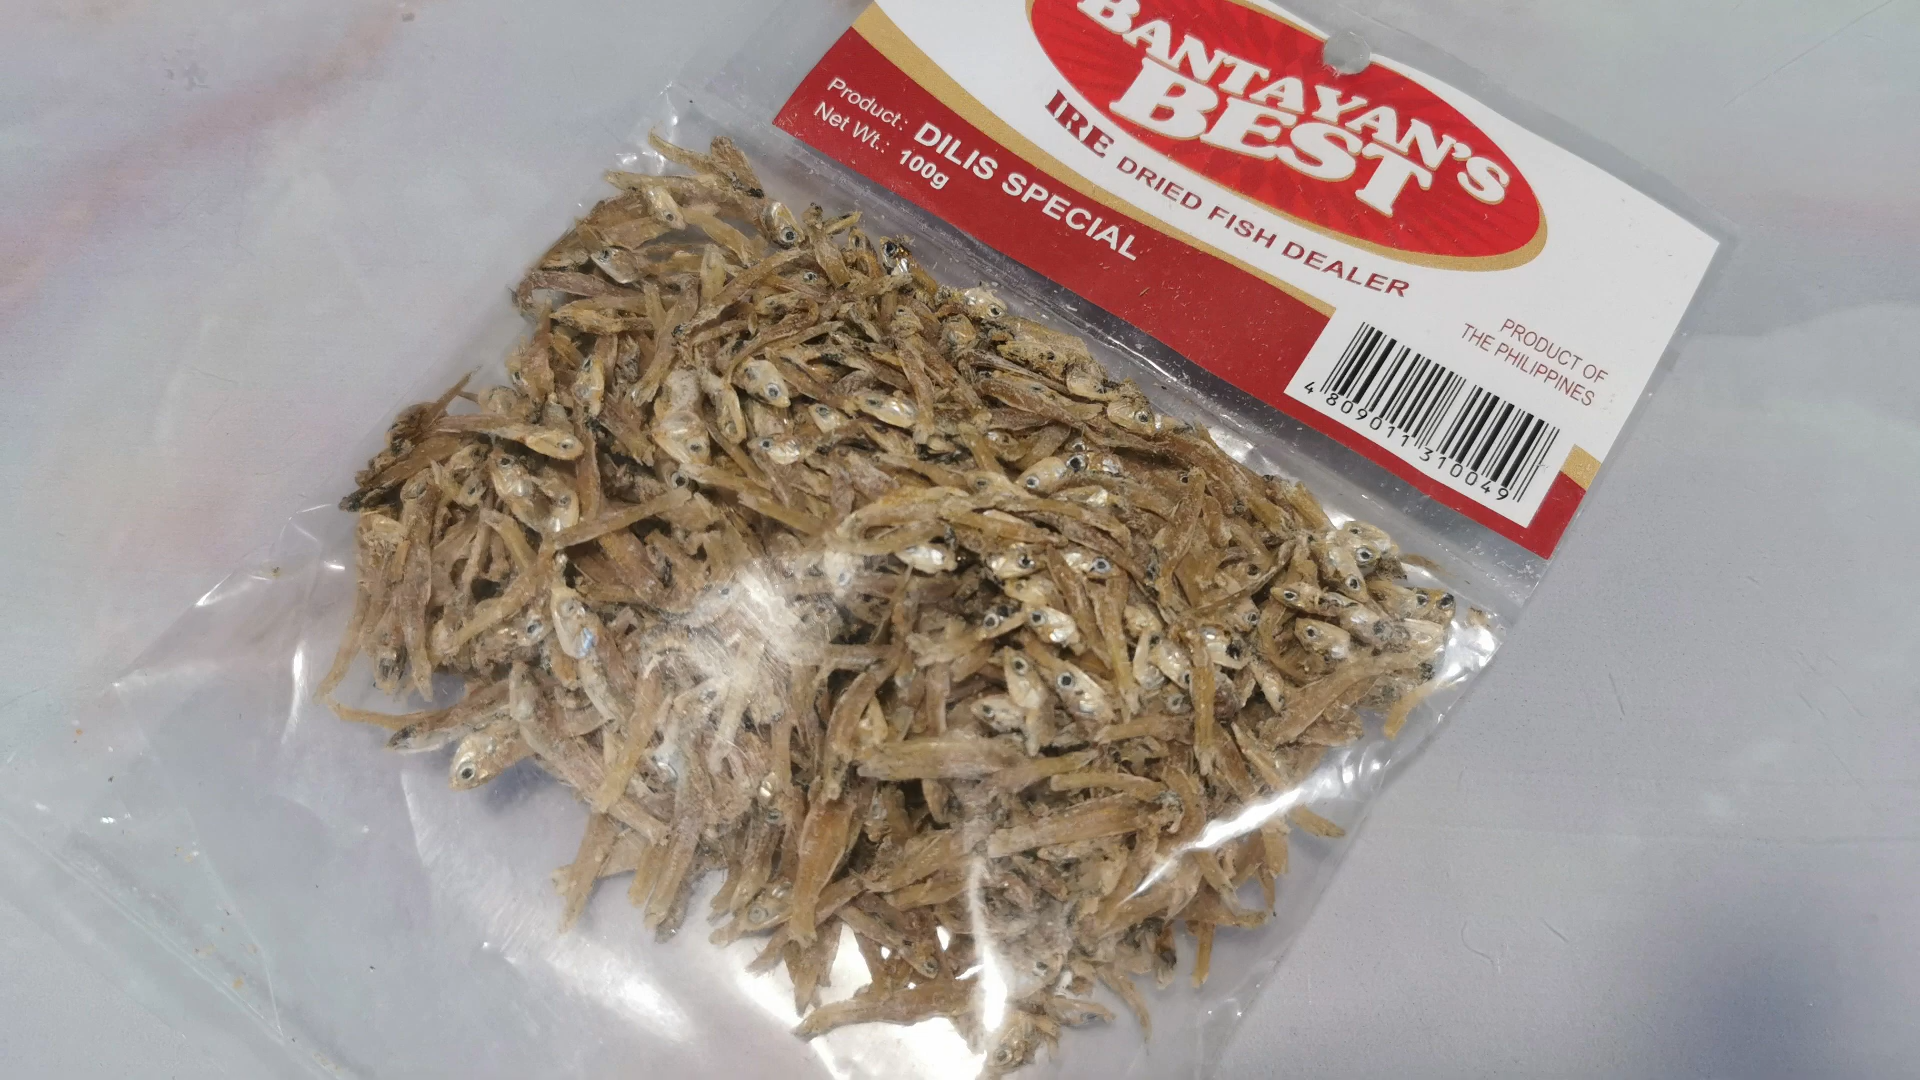 BANTAYAN'S
BEST
IRE DRIED FISH DEALER
Product: DILIS SPECIAL
Net Wt.: 100g
PRODUCT OF
THE PHILIPPINES
4 809011 310049